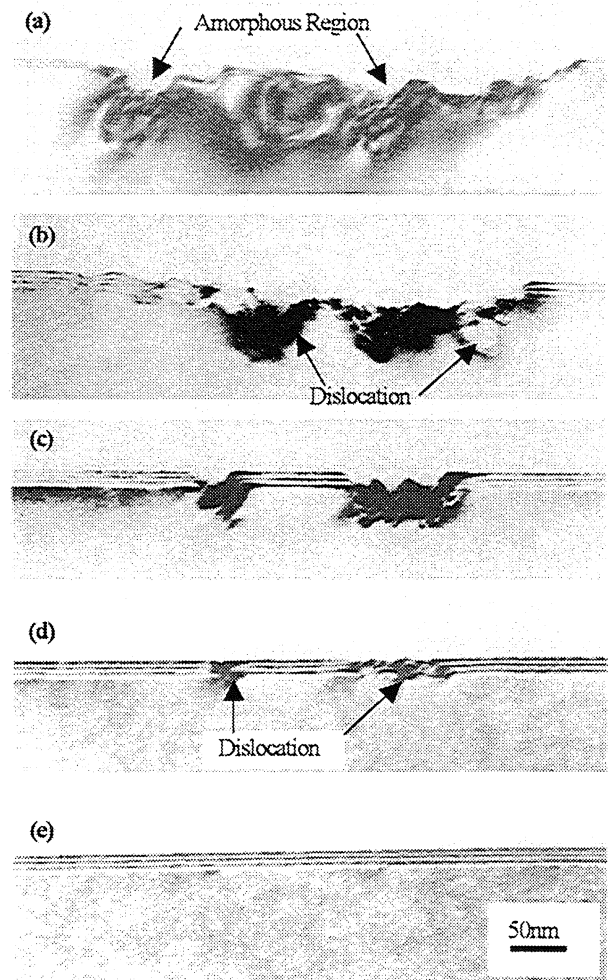 (a)
Amorphous Region
(b)
Dislocation
(c)
(d)
Dislocation
(e)
50nm